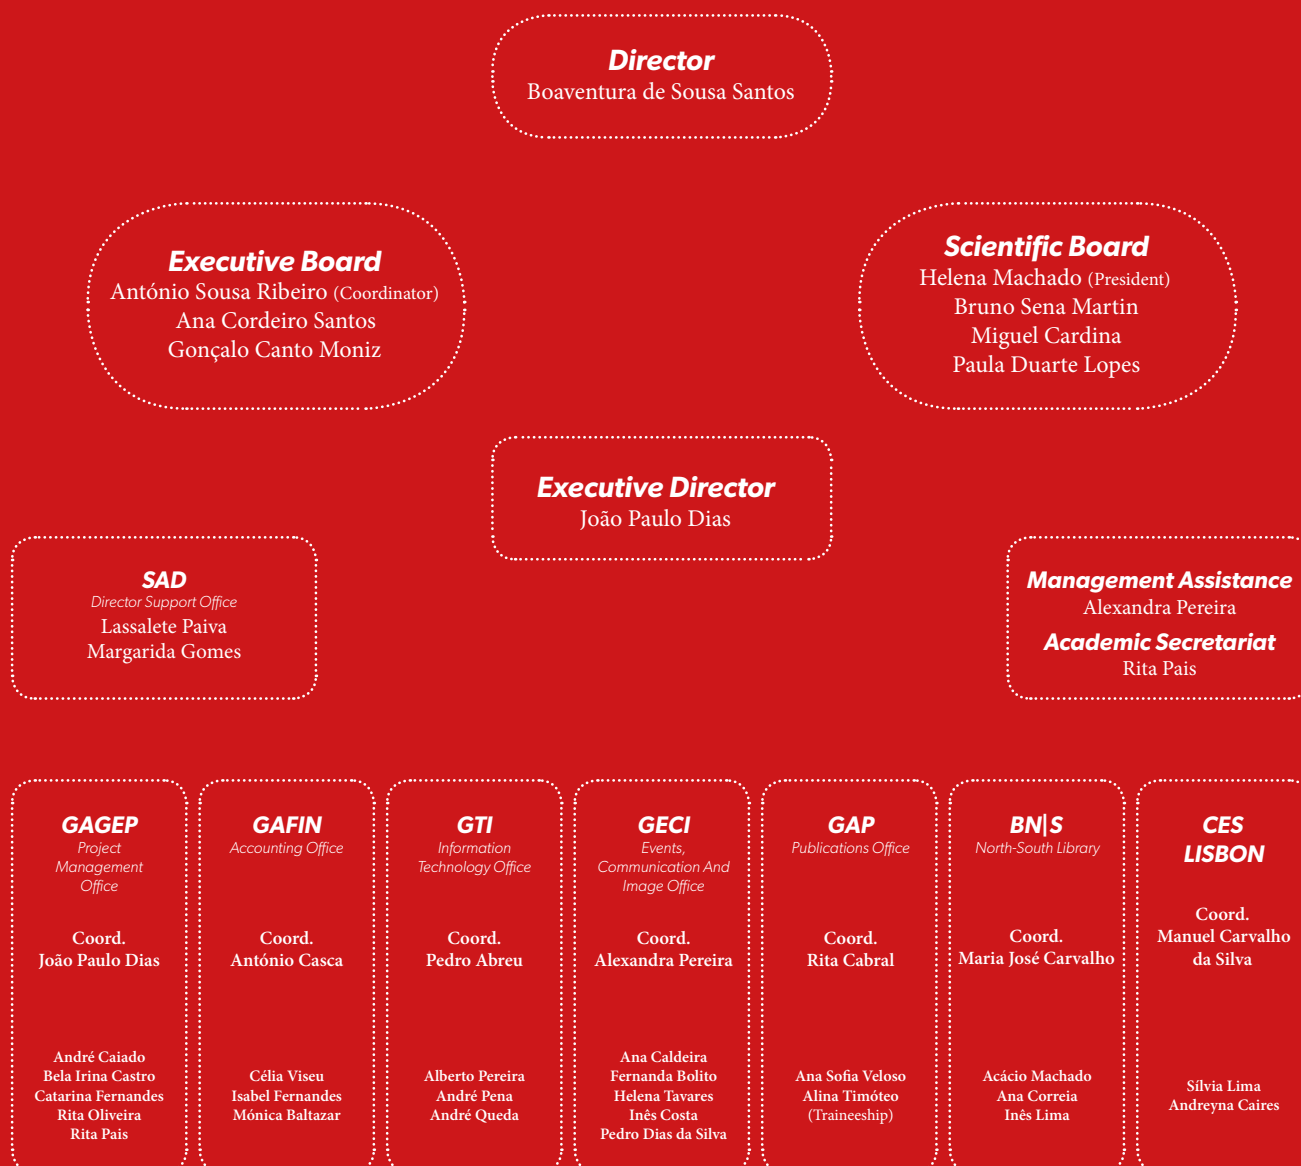 Director
Boaventura de Sousa Santos
Executive Board
António Sousa Ribeiro (Coordinator)
Ana Cordeiro Santos
Gonçalo Canto Moniz
Scientific Board
Helena Machado (President)
Bruno Sena Martin
Miguel Cardina
Paula Duarte Lopes
Executive Director
João Paulo Dias
SAD
Director Support Office
Lassalete Paiva
Margarida Gomes
Management Assistance
Alexandra Pereira
Academic Secretariat
Rita Pais
GAGEP
Project
Management
Office
Coord.
João Paulo Dias
André Caiado
Bela Irina Castro
Catarina Fernandes
Rita Oliveira
Rita Pais
GAFIN
Accounting Office
Coord.
António Casca
Célia Viseu
Isabel Fernandes
Mónica Baltazar
GTI
Information
Technology Office
Coord.
Pedro Abreu
Alberto Pereira
André Pena
André Queda
GECI
Events,
Communication And
Image Office
Coord.
Alexandra Pereira
Ana Caldeira
Fernanda Bolito
Helena Tavares
Inês Costa
Pedro Dias da Silva
GAP
Publications Office
Coord.
Rita Cabral
Ana Sofia Veloso
Alina Timóteo
(Traineeship)
BN|S
North-South Library
Coord.
Maria José Carvalho
Acácio Machado
Ana Correia
Inês Lima
CES
LISBON
Coord.
Manuel Carvalho
da Silva
Sílvia Lima
Andreyna Caires